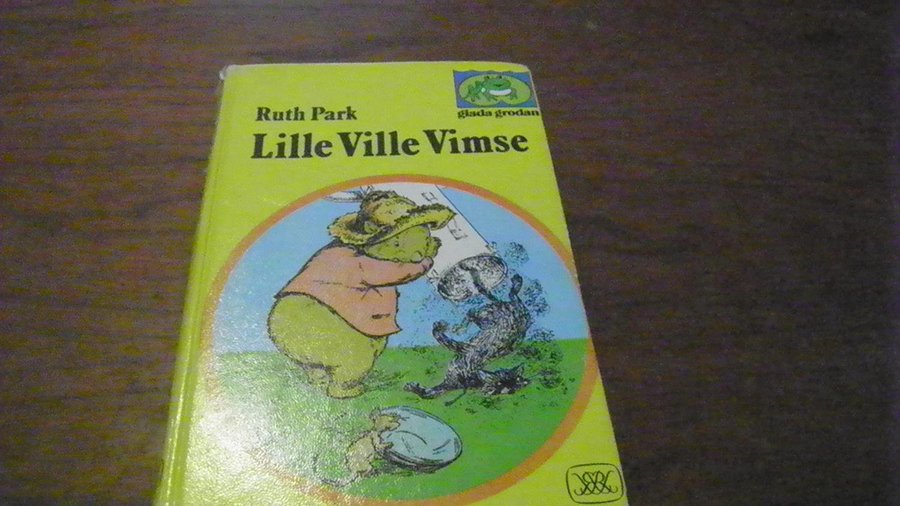 Ruth Park
glada grodan
Lille Ville Vimse